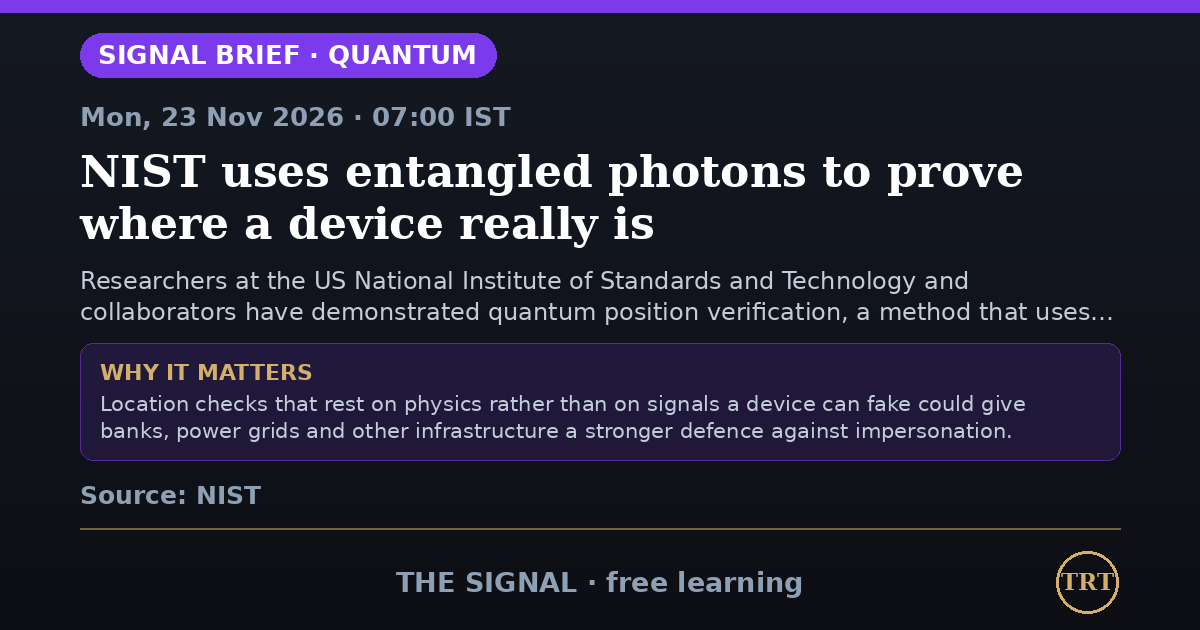 SIGNAL BRIEF · QUANTUM
Mon, 23 Nov 2026 · 07:00 IST
NIST uses entangled photons to prove
where a device really is
Researchers at the US National Institute of Standards and Technology and
collaborators have demonstrated quantum position verification, a method that uses…
WHY IT MATTERS
Location checks that rest on physics rather than on signals a device can fake could give
banks, power grids and other infrastructure a stronger defence against impersonation.
Source: NIST
THE SIGNAL · free learning
TRT